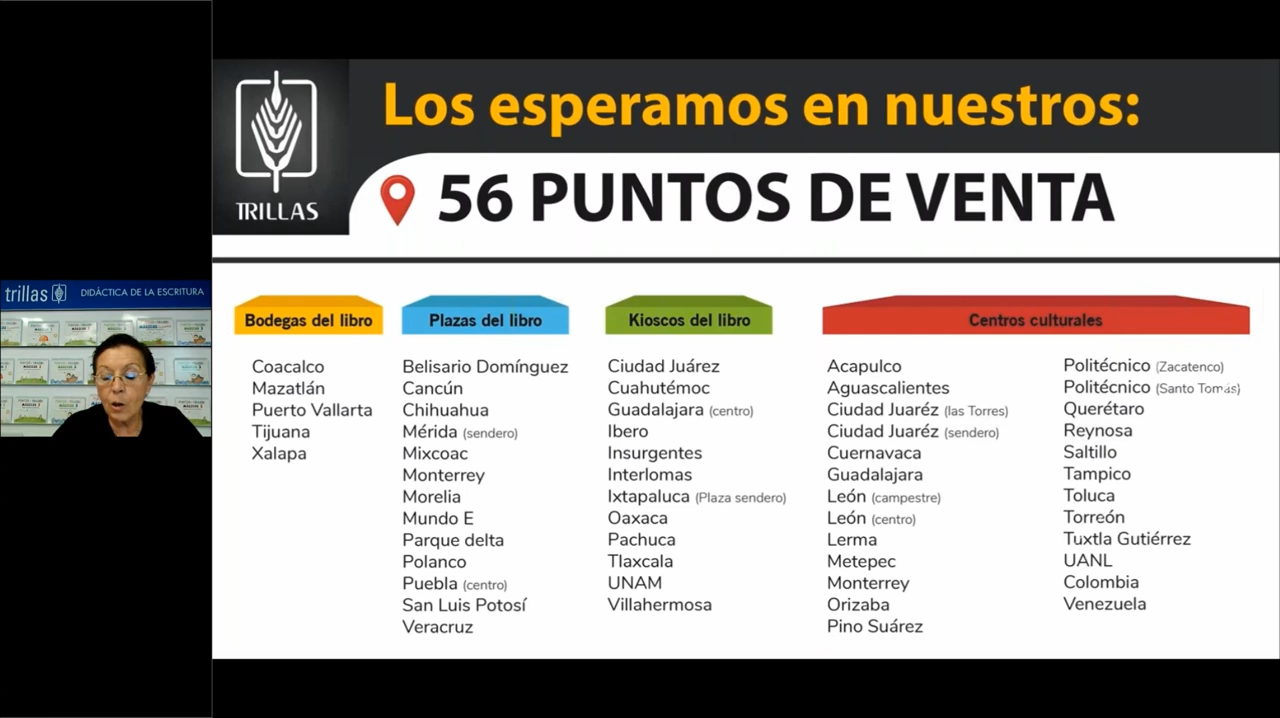 Los esperamos en nuestros:
TRILLAS
56 PUNTOS DE VENTA
trillas DIDÁCTICA DE LA ESCRITURA
Bodegas del libro
Coacalco
Mazatlán
Puerto Vallarta
Tijuana
Xalapa
Plazas del libro
Belisario Domínguez
Cancún
Chihuahua
Mérida (sendero)
Mixcoac
Monterrey
Morelia
Mundo E
Parque delta
Polanco
Puebla (centro)
San Luis Potosí
Veracruz
Kioscos del libro
Ciudad Juárez
Cuahutémoc
Guadalajara (centro)
Ibero
Insurgentes
Interlomas
Ixtapaluca (Plaza sendero)
Oaxaca
Pachuca
Tlaxcala
UNAM
Villahermosa
Centros culturales
Acapulco
Aguascalientes
Ciudad Juaréz (las Torres)
Ciudad Juaréz (sendero)
Cuernavaca
Guadalajara
León (campestre)
León (centro)
Lerma
Metepec
Monterrey
Orizaba
Pino Suárez
Politécnico (Zacatenco)
Politécnico (Santo Tomás)
Querétaro
Reynosa
Saltillo
Tampico
Toluca
Torreón
Tuxtla Gutiérrez
UANL
Colombia
Venezuela